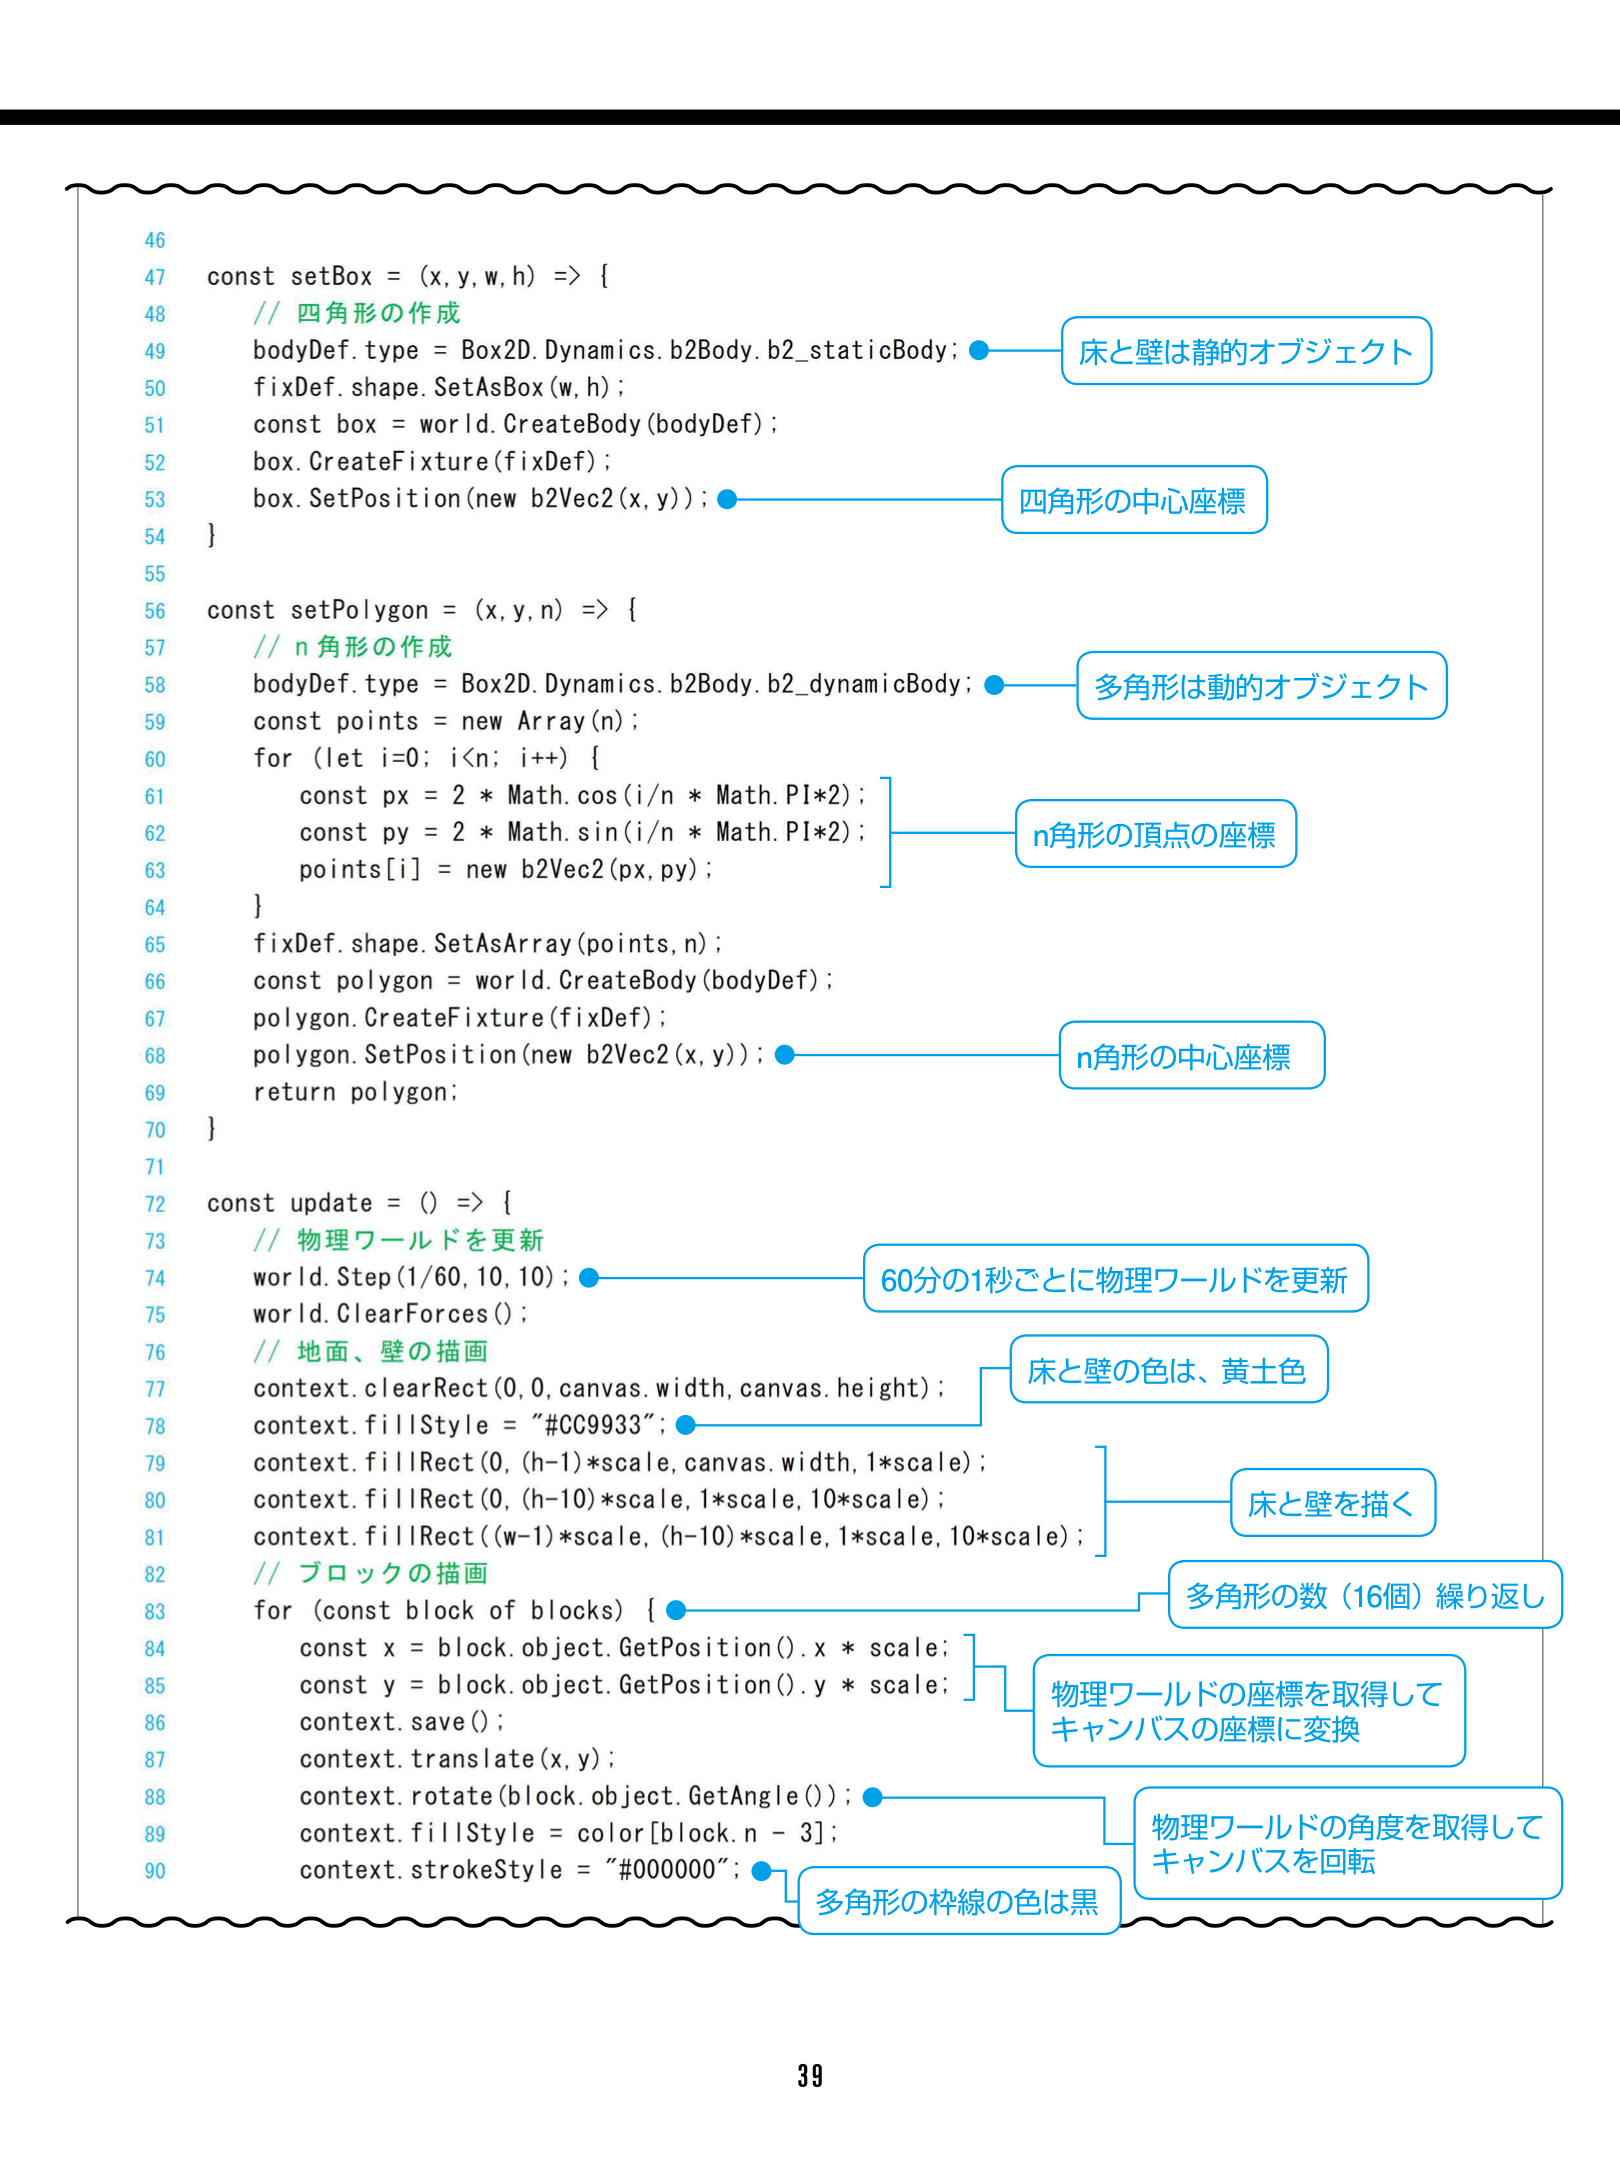 46
47 const setBox = (x,y,w,h) => {
48 // 四角形の作成
49 bodyDef.type = Box2D.Dynamics.b2Body.b2_staticBody; 床と壁は静的オブジェクト
50 fixDef.shape.SetAsBox(w,h);
51 const box = world.CreateBody(bodyDef);
52 box.CreateFixture(fixDef);
53 box.SetPosition(new b2Vec2(x,y)); 四角形の中心座標
54 }
55
56 const setPolygon = (x,y,n) => {
57 // n角形の作成
58 bodyDef.type = Box2D.Dynamics.b2Body.b2_dynamicBody; 多角形は動的オブジェクト
59 const points = new Array(n);
60 for (let i=0; i<n; i++) {
61 const px = 2 * Math.cos(i/n * Math.PI*2);
62 const py = 2 * Math.sin(i/n * Math.PI*2); n角形の頂点の座標
63 points[i] = new b2Vec2(px,py);
64 }
65 fixDef.shape.SetAsArray(points,n);
66 const polygon = world.CreateBody(bodyDef);
67 polygon.CreateFixture(fixDef);
68 polygon.SetPosition(new b2Vec2(x,y)); n角形の中心座標
69 return polygon;
70 }
71
72 const update = () => {
73 // 物理ワールドを更新
74 world.Step(1/60,10,10); 60分の1秒ごとに物理ワールドを更新
75 world.ClearForces();
76 // 地面、壁の描画
77 context.clearRect(0,0,canvas.width,canvas.height);
床と壁の色は、黄土色
78 context.fillStyle = "#CC9933";
79 context.fillRect(0,(h-1)*scale,canvas.width,1*scale);
80 context.fillRect(0,(h-10)*scale,1*scale,10*scale); 床と壁を描く
81 context.fillRect((w-1)*scale,(h-10)*scale,1*scale,10*scale);
82 // ブロックの描画
83 for (const block of blocks) { 多角形の数（16個）繰り返し
84 const x = block.object.GetPosition().x * scale;
85 const y = block.object.GetPosition().y * scale;
物理ワールドの座標を取得して
キャンバスの座標に変換
86 context.save();
87 context.translate(x,y);
88 context.rotate(block.object.GetAngle());
物理ワールドの角度を取得して
キャンバスを回転
89 context.fillStyle = color[block.n - 3];
90 context.strokeStyle = "#000000";
多角形の枠線の色は黒
39